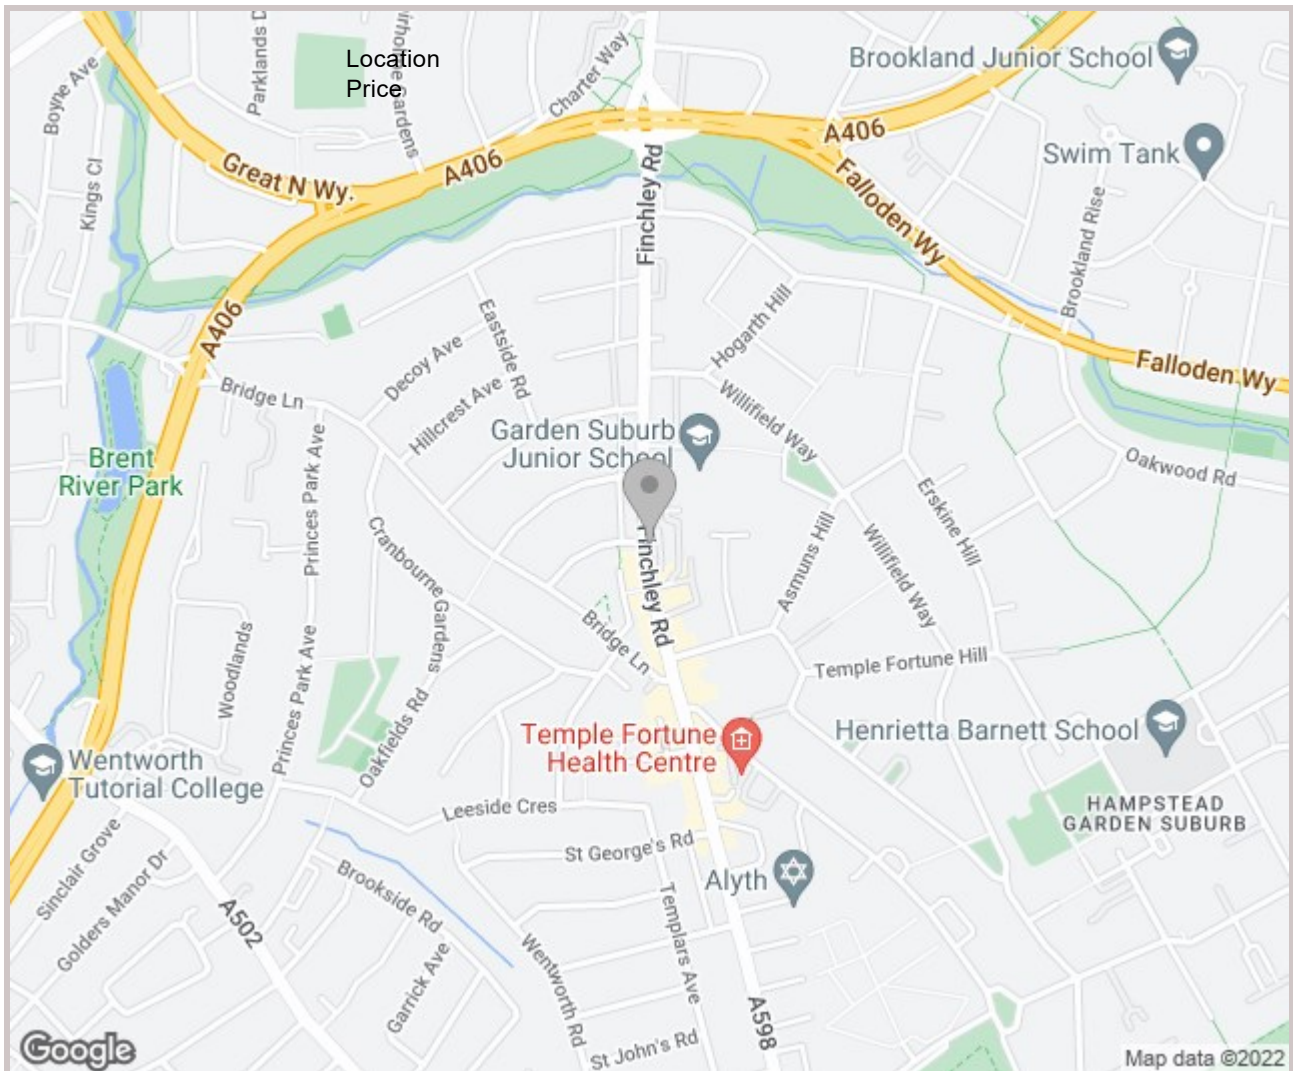 Location
Price
Brookland Junior School
Boyne Ave
Parklands
Gardens
Charter Way
A406
Swim Tank
Great N Wy.
A406
Kings Cl
Finchley Rd
Falloden Wy
Brookland Rise
A406
Eastside Rd
Hogarth Hill
Decoy Ave
Falloden Wy
Bridge Ln
Hillcrest Ave
Willifield Way
Garden Suburb
Junior School
Brent
River Park
Princes Park Ave
Oakwood Rd
Erskine Hill
Cranbourne Gardens
Finchley Rd
Asmuns Hill
Willifield Way
Bridge Ln
Woodlands
Princes Park Ave
Temple Fortune Hill
Oakfields Rd
Henrietta Barnett School
Temple Fortune
Health Centre
Wentworth
Tutorial College
Leeside Cres
HAMPSTEAD
GARDEN SUBURB
Sinclair Grove
St George's Rd
Golders Manor Dr
Brookside Rd
Alyth
A502
Templars Ave
Wentworth Rd
Garrick Ave
A598
St John's Rd
Google
Map data ©2022